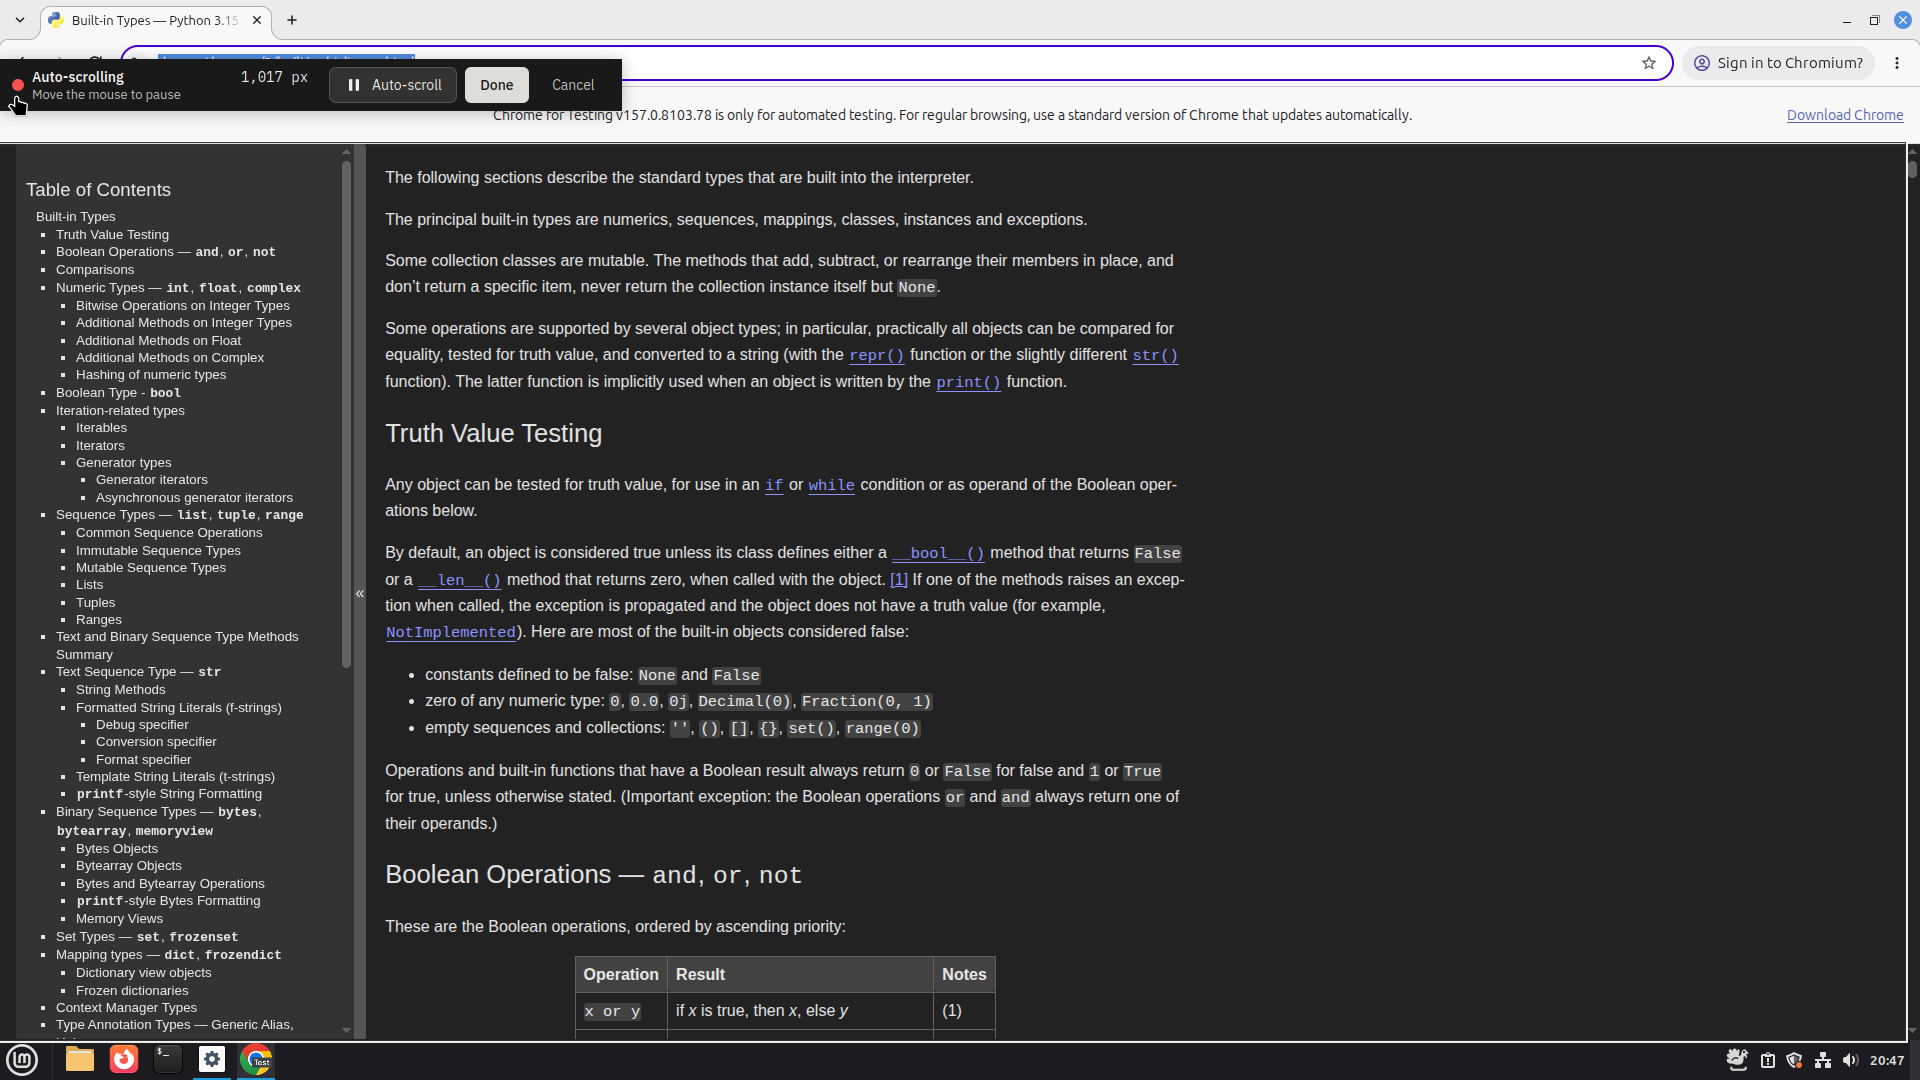 Built-in Types — Python 3.15
Sign in to Chromium?
Auto-scrolling
Move the mouse to pause
1,017 px
Auto-scroll
Done
Cancel
Chrome for Testing v157.0.8103.78 is only for automated testing. For regular browsing, use a standard version of Chrome that updates automatically.
Download Chrome
Table of Contents
Built-in Types
Truth Value Testing
Boolean Operations — and, or, not
Comparisons
Numeric Types — int, float, complex
Bitwise Operations on Integer Types
Additional Methods on Integer Types
Additional Methods on Float
Additional Methods on Complex
Hashing of numeric types
Boolean Type - bool
Iteration-related types
Iterables
Iterators
Generator types
Generator iterators
Asynchronous generator iterators
Sequence Types — list, tuple, range
Common Sequence Operations
Immutable Sequence Types
Mutable Sequence Types
Lists
Tuples
Ranges
Text and Binary Sequence Type Methods
Summary
Text Sequence Type — str
String Methods
Formatted String Literals (f-strings)
Debug specifier
Conversion specifier
Format specifier
Template String Literals (t-strings)
printf-style String Formatting
Binary Sequence Types — bytes,
bytearray, memoryview
Bytes Objects
Bytearray Objects
Bytes and Bytearray Operations
printf-style Bytes Formatting
Memory Views
Set Types — set, frozenset
Mapping types — dict, frozendict
Dictionary view objects
Frozen dictionaries
Context Manager Types
Type Annotation Types — Generic Alias,
«
The following sections describe the standard types that are built into the interpreter.
The principal built-in types are numerics, sequences, mappings, classes, instances and exceptions.
Some collection classes are mutable. The methods that add, subtract, or rearrange their members in place, and
don’t return a specific item, never return the collection instance itself but None.
Some operations are supported by several object types; in particular, practically all objects can be compared for
equality, tested for truth value, and converted to a string (with the repr() function or the slightly different str()
function). The latter function is implicitly used when an object is written by the print() function.
Truth Value Testing
Any object can be tested for truth value, for use in an if or while condition or as operand of the Boolean oper-
ations below.
By default, an object is considered true unless its class defines either a __bool__() method that returns False
or a __len__() method that returns zero, when called with the object. [1] If one of the methods raises an excep-
tion when called, the exception is propagated and the object does not have a truth value (for example,
NotImplemented). Here are most of the built-in objects considered false:
• constants defined to be false: None and False
• zero of any numeric type: 0, 0.0, 0j, Decimal(0), Fraction(0, 1)
• empty sequences and collections: '', (), [], {}, set(), range(0)
Operations and built-in functions that have a Boolean result always return 0 or False for false and 1 or True
for true, unless otherwise stated. (Important exception: the Boolean operations or and and always return one of
their operands.)
Boolean Operations — and, or, not
These are the Boolean operations, ordered by ascending priority:
Operation Result Notes
x or y if x is true, then x, else y (1)
Test
20:47